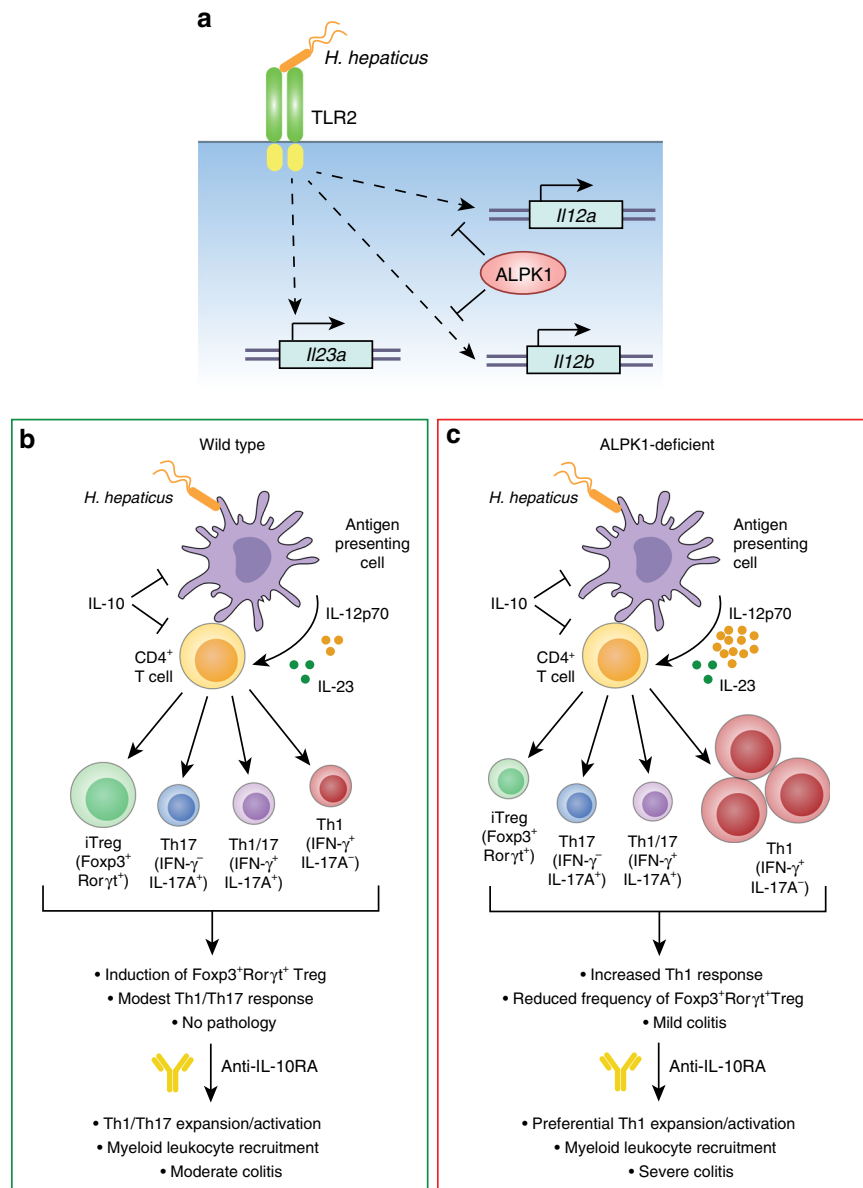 a
H. hepaticus
TLR2
Il12a
ALPK1
Il23a
Il12b
b
Wild type
H. hepaticus
Antigen
presenting
cell
IL-10
IL-12p70
CD4⁺
T cell
IL-23
iTreg
(Foxp3⁺
Rorγt⁺)
Th17
(IFN-γ⁻
IL-17A⁺)
Th1/17
(IFN-γ⁺
IL-17A⁺)
Th1
(IFN-γ⁺
IL-17A⁻)
• Induction of Foxp3⁺Rorγt⁺ Treg
• Modest Th1/Th17 response
• No pathology
Anti-IL-10RA
• Th1/Th17 expansion/activation
• Myeloid leukocyte recruitment
• Moderate colitis
c
ALPK1-deficient
H. hepaticus
Antigen
presenting
cell
IL-10
IL-12p70
CD4⁺
T cell
IL-23
iTreg
(Foxp3⁺
Rorγt⁺)
Th17
(IFN-γ⁻
IL-17A⁺)
Th1/17
(IFN-γ⁺
IL-17A⁺)
Th1
(IFN-γ⁺
IL-17A⁻)
• Increased Th1 response
• Reduced frequency of Foxp3⁺Rorγt⁺Treg
• Mild colitis
Anti-IL-10RA
• Preferential Th1 expansion/activation
• Myeloid leukocyte recruitment
• Severe colitis